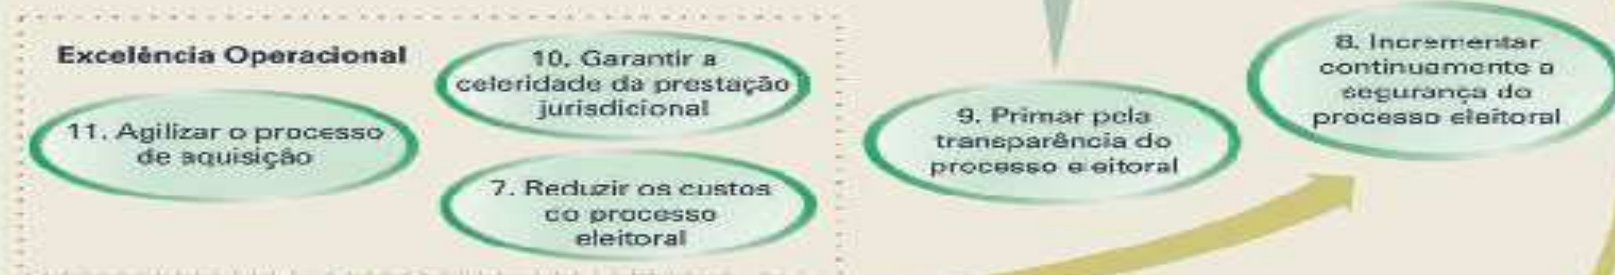 Excelência Operacional
10. Garantir a
celeridade da prestação
jurisdicional
11. Agilizar o processo
de aquisição
7. Reduzir os custos
do processo
eleitoral
9. Primar pela
transparência do
processo eleitoral
8. Incrementar
continuamente a
segurança do
processo eleitoral